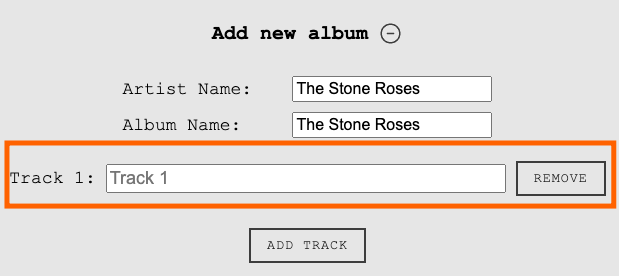 Add new album
Artist Name: The Stone Roses
Album Name: The Stone Roses
Track 1: Track 1 REMOVE
ADD TRACK